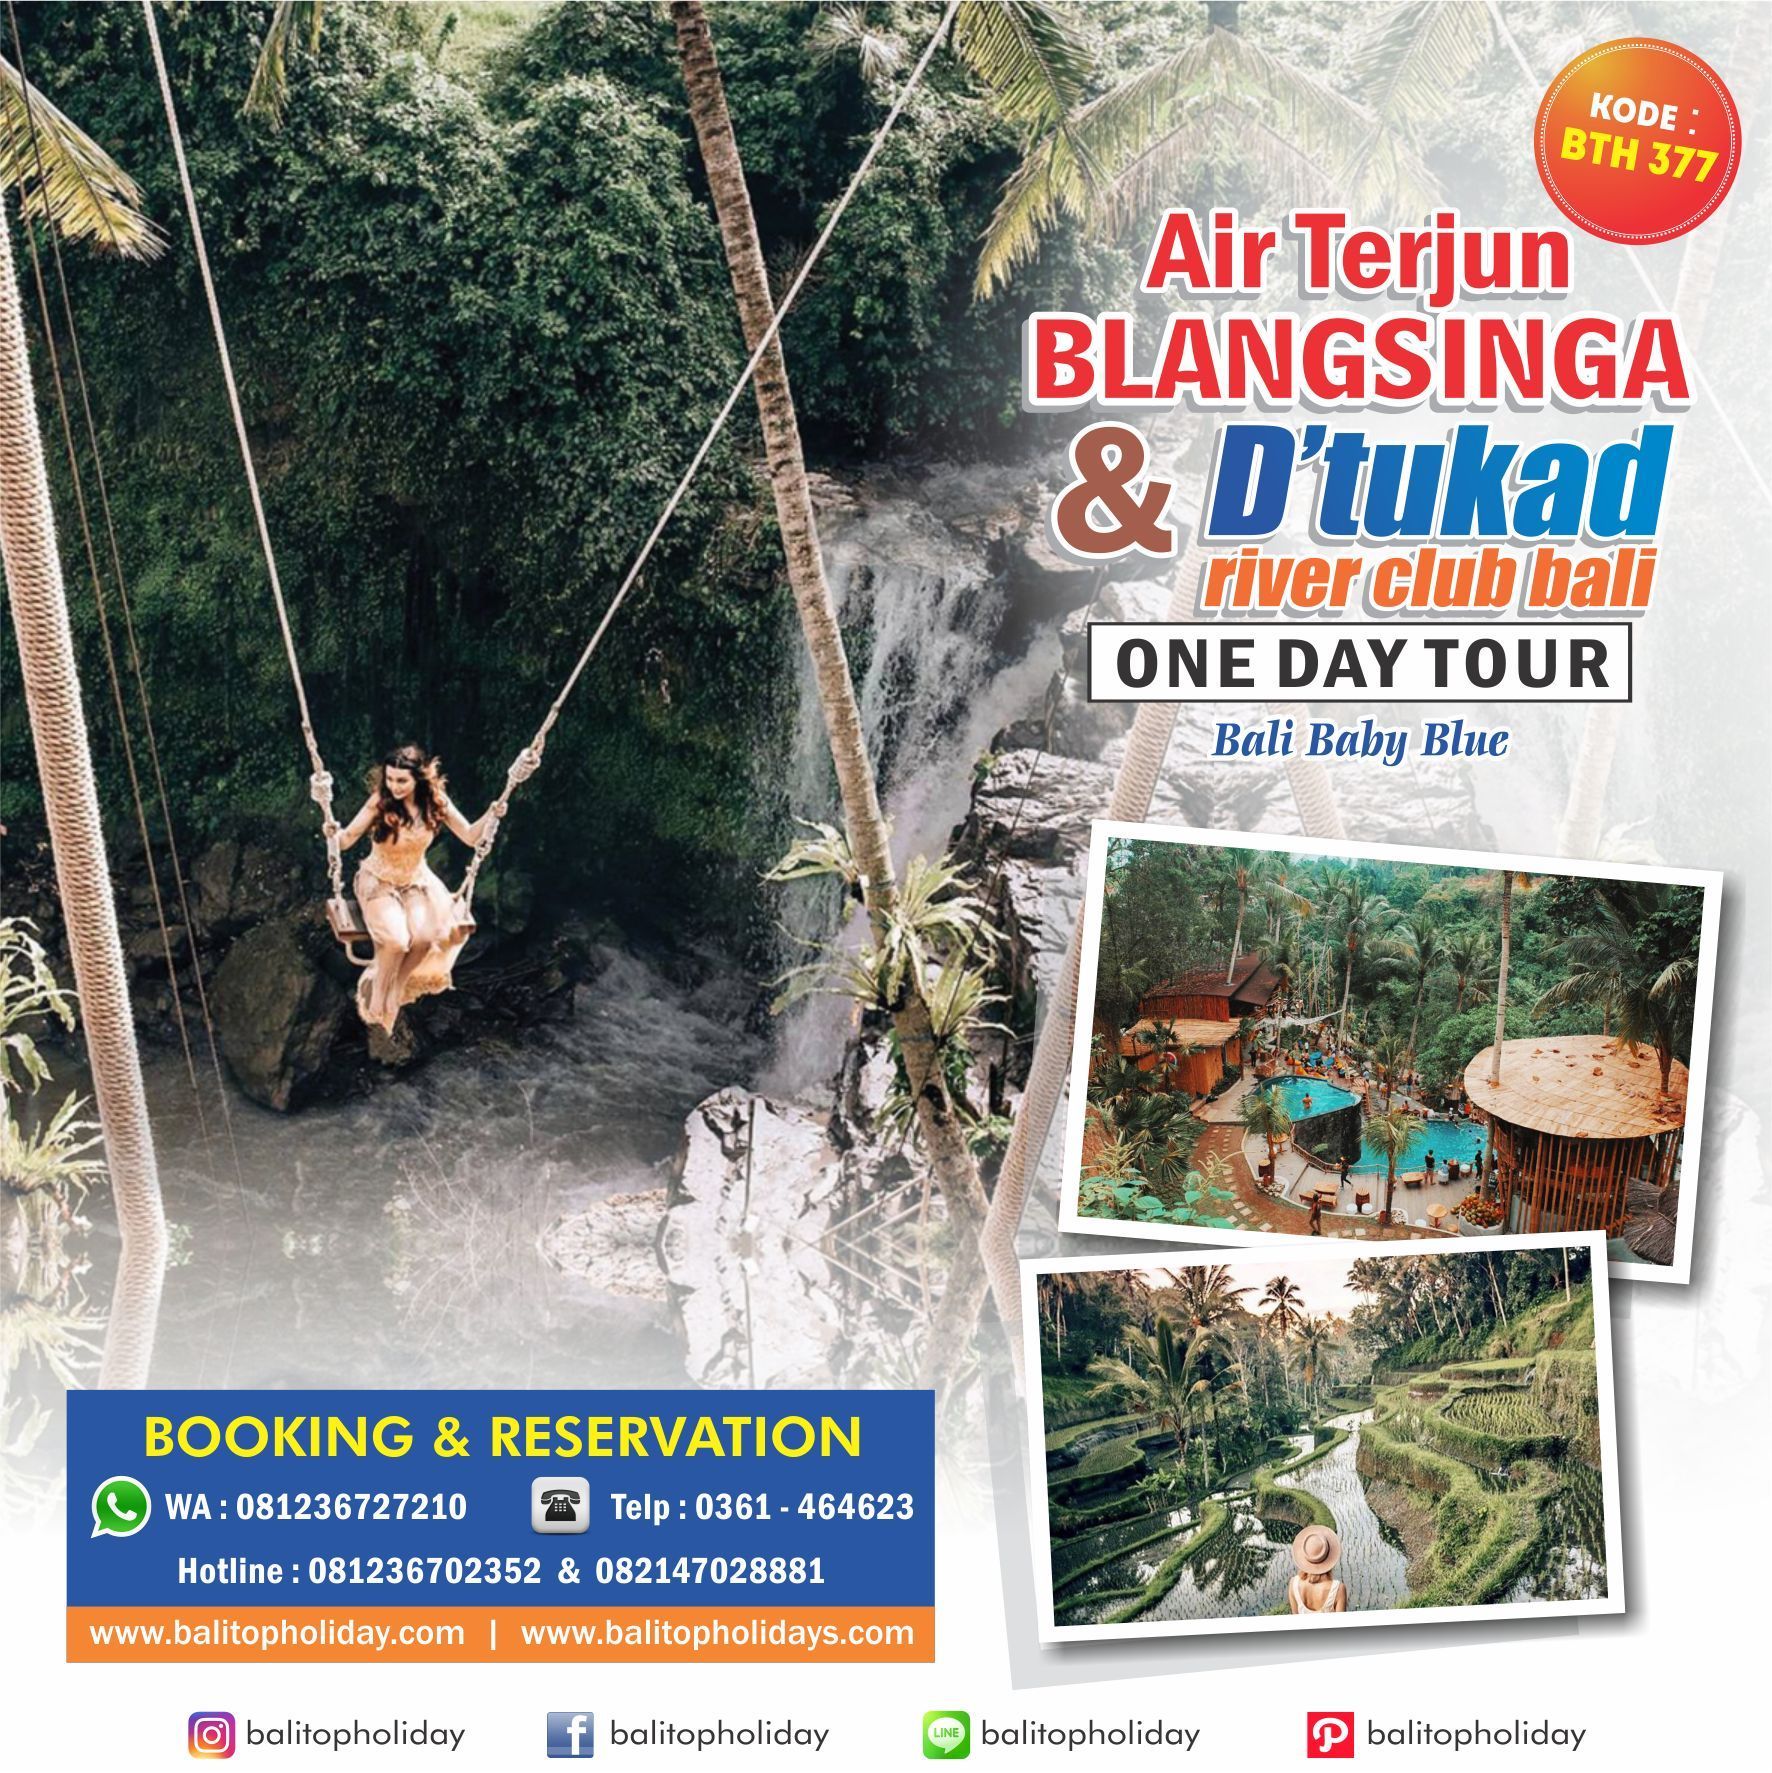 KODE :
BTH 377
Air Terjun
BLANGSINGA
& D'tukad
river club bali
ONE DAY TOUR
Bali Baby Blue
BOOKING & RESERVATION
WA : 081236727210 Telp : 0361 - 464623
Hotline : 081236702352 & 082147028881
www.balitopholiday.com | www.balitopholidays.com
balitopholiday balitopholiday LINE balitopholiday balitopholiday